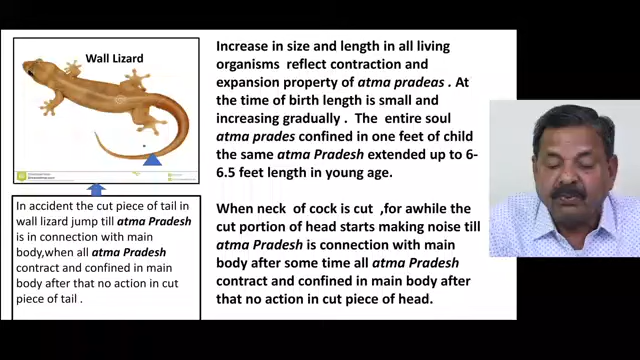 Wall Lizard
In accident the cut piece of tail in
wall lizard jump till atma Pradesh
is in connection with main
body,when all atma Pradesh
contract and confined in main
body after that no action in cut
piece of tail .
Increase in size and length in all living
organisms reflect contraction and
expansion property of atma pradeas . At
the time of birth length is small and
increasing gradually . The entire soul
atma prades confined in one feet of child
the same atma Pradesh extended up to 6-
6.5 feet length in young age.
When neck of cock is cut ,for awhile the
cut portion of head starts making noise till
atma Pradesh is connection with main
body after some time all atma Pradesh
contract and confined in main body after
that no action in cut piece of head.